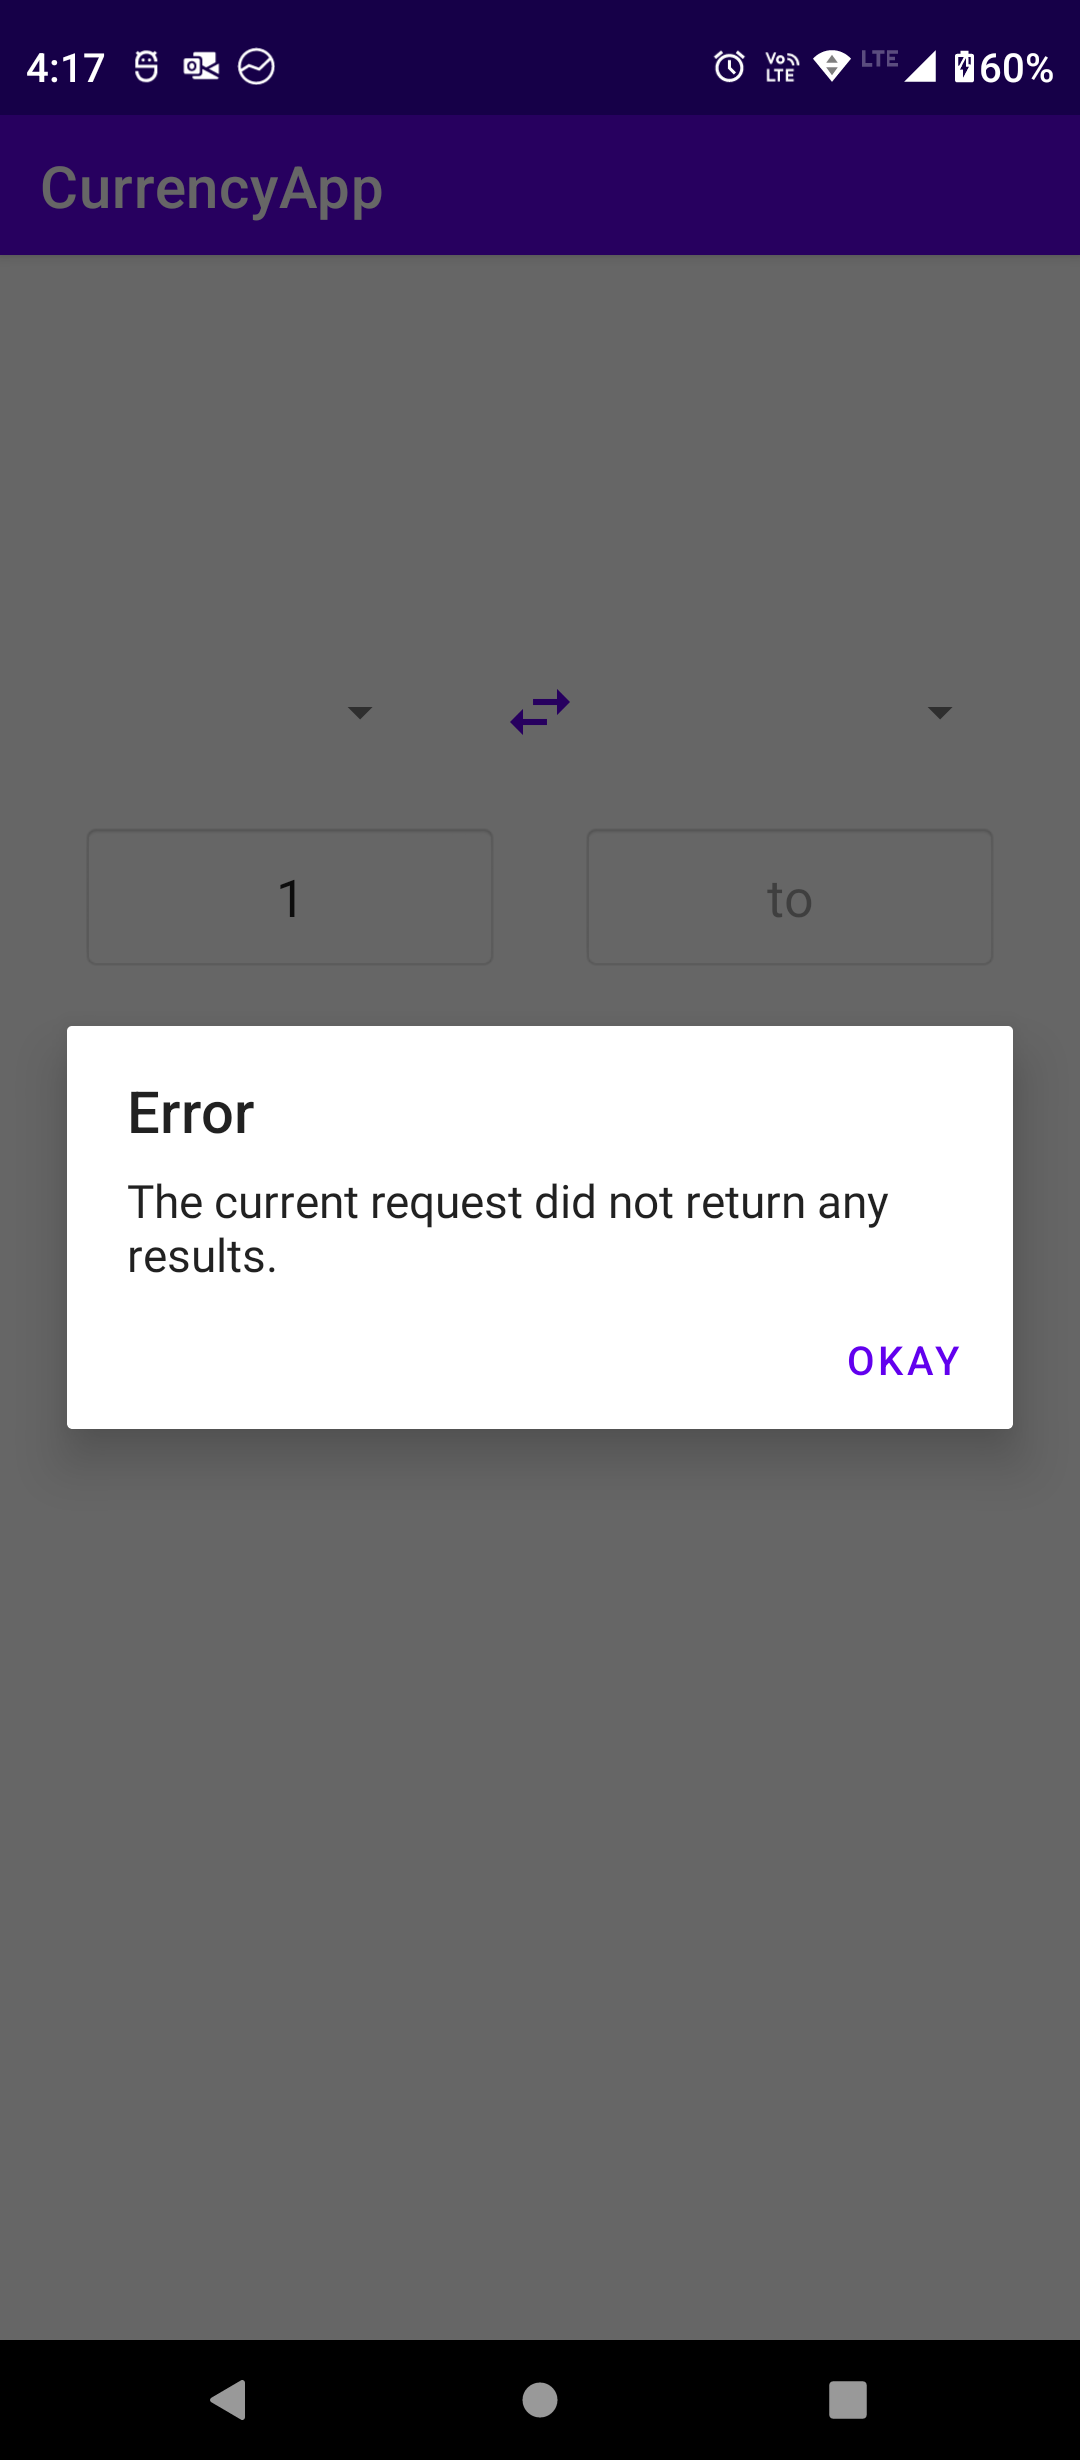 4:17 Vo LTE LTE 60%
CurrencyApp
1 to
Error
The current request did not return any
results.
OKAY